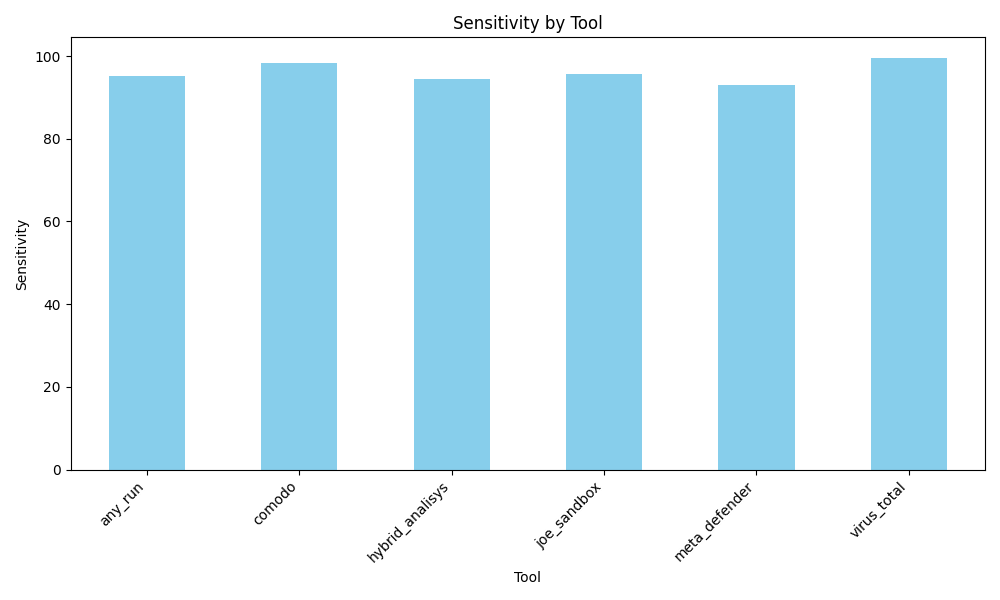 Sensitivity by Tool
100
80
60
40
20
0
Sensitivity
any_run
comodo
hybrid_analisys
joe_sandbox
meta_defender
virus_total
Tool